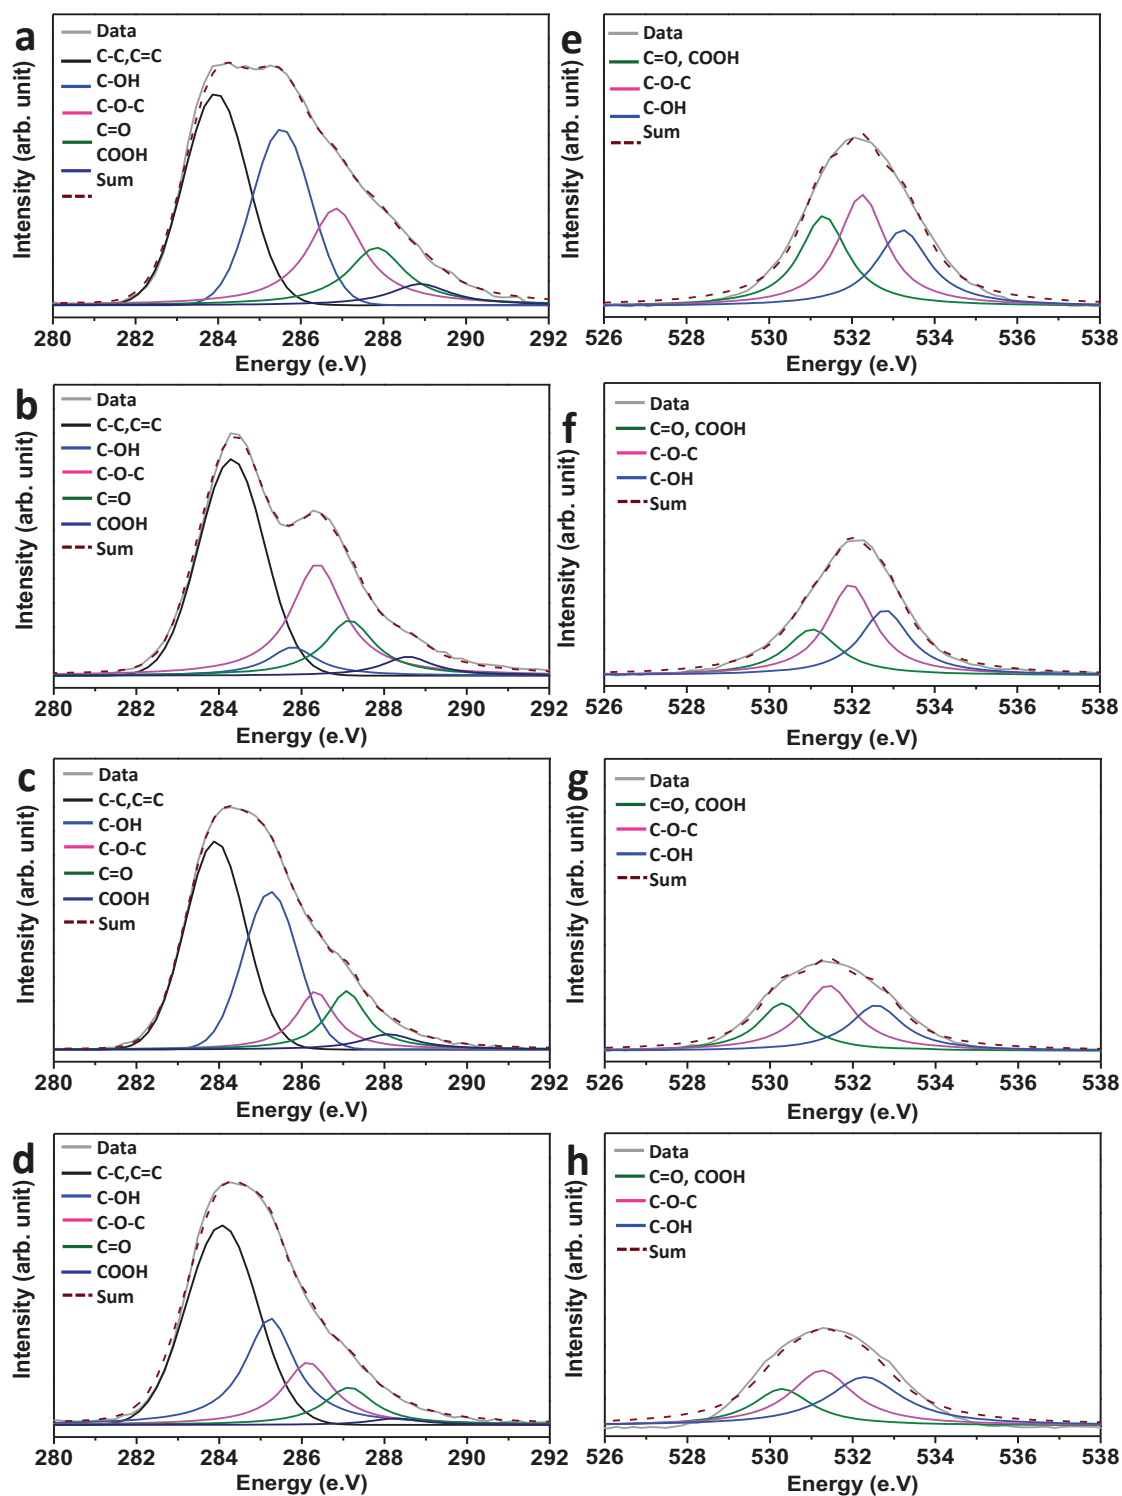 a
Data
C-C,C=C
C-OH
C-O-C
C=O
COOH
Sum
Intensity (arb. unit)
280 282 284 286 288 290 292
Energy (e.V)
e
Data
C=O, COOH
C-O-C
C-OH
Sum
Intensity (arb. unit)
526 528 530 532 534 536 538
Energy (e.V)
b
Data
C-C,C=C
C-OH
C-O-C
C=O
COOH
Sum
Intensity (arb. unit)
280 282 284 286 288 290 292
Energy (e.V)
f
Data
C=O, COOH
C-O-C
C-OH
Sum
Intensity (arb. unit)
526 528 530 532 534 536 538
Energy (e.V)
c
Data
C-C,C=C
C-OH
C-O-C
C=O
COOH
Sum
Intensity (arb. unit)
280 282 284 286 288 290 292
Energy (e.V)
g
Data
C=O, COOH
C-O-C
C-OH
Sum
Intensity (arb. unit)
526 528 530 532 534 536 538
Energy (e.V)
d
Data
C-C,C=C
C-OH
C-O-C
C=O
COOH
Sum
Intensity (arb. unit)
280 282 284 286 288 290 292
Energy (e.V)
h
Data
C=O, COOH
C-O-C
C-OH
Sum
Intensity (arb. unit)
526 528 530 532 534 536 538
Energy (e.V)